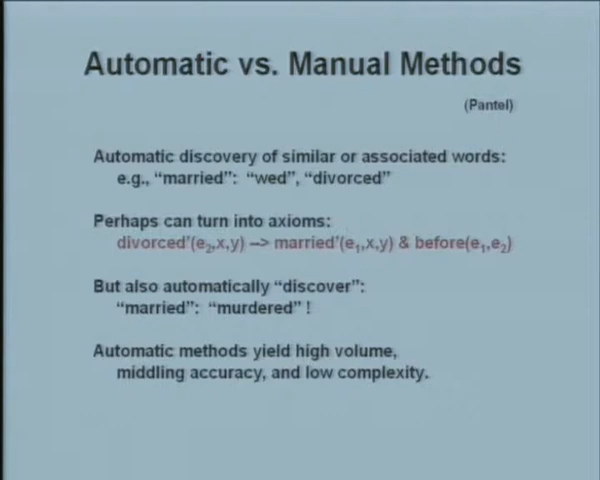 Automatic vs. Manual Methods
(Pantel)
Automatic discovery of similar or associated words:
e.g., “married”: “wed”, “divorced”
Perhaps can turn into axioms:
divorced’(e₂,x,y) –> married’(e₁,x,y) & before(e₁,e₂)
But also automatically “discover”:
“married”: “murdered” !
Automatic methods yield high volume,
middling accuracy, and low complexity.